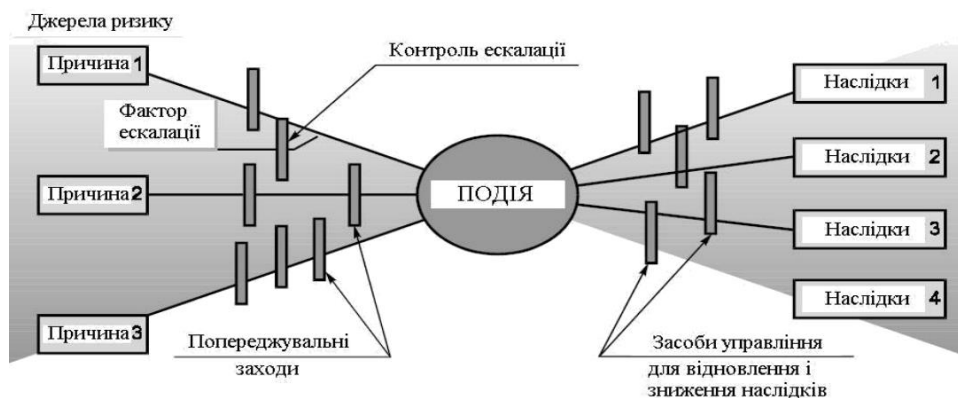 Джерела ризику
Причина 1
Контроль ескалації
Фактор
ескалації
Причина 2
Причина 3
ПОДІЯ
Наслідки 1
Наслідки 2
Наслідки 3
Наслідки 4
Попереджувальні
заходи
Засоби управління
для відновлення і
зниження наслідків